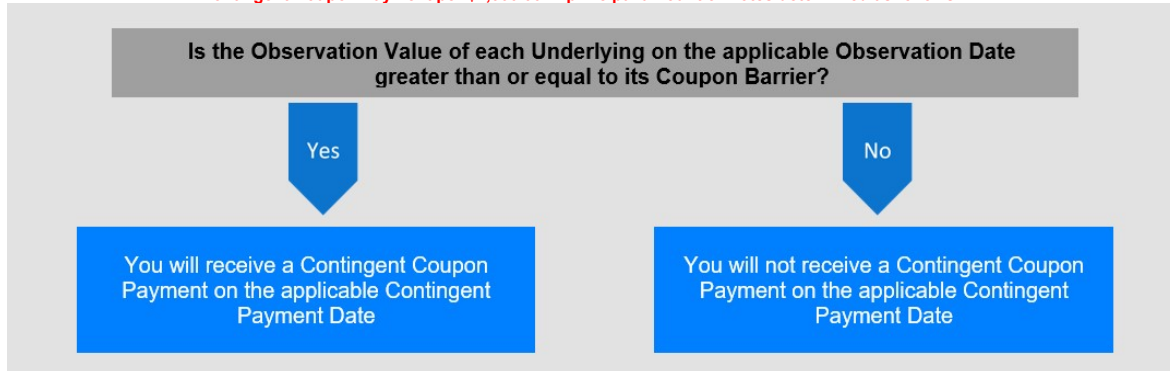 Is the Observation Value of each Underlying on the applicable Observation Date
greater than or equal to its Coupon Barrier?
Yes
No
You will receive a Contingent Coupon
Payment on the applicable Contingent
Payment Date
You will not receive a Contingent Coupon
Payment on the applicable Contingent
Payment Date